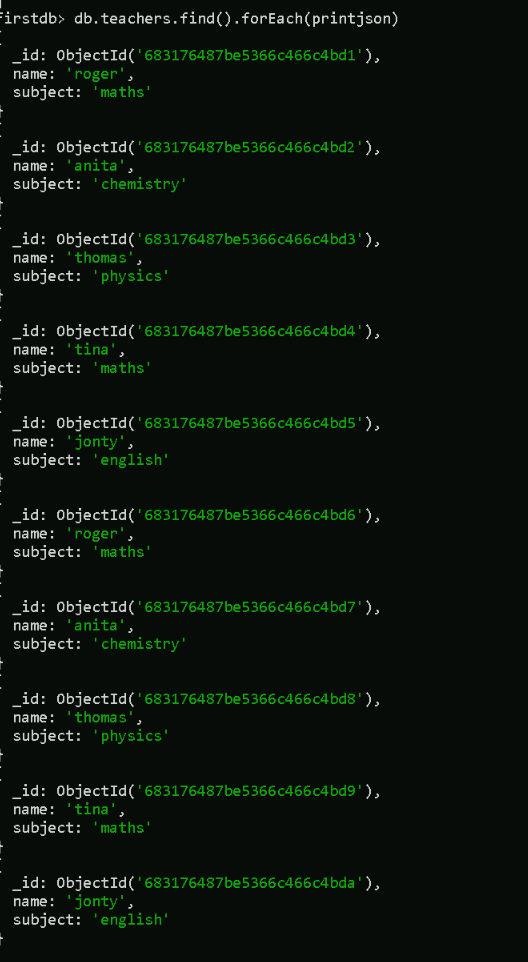 firstdb> db.teachers.find().forEach(printjson)
{
_id: ObjectId('683176487be5366c466c4bd1'),
name: 'roger',
subject: 'maths'
}
{
_id: ObjectId('683176487be5366c466c4bd2'),
name: 'anita',
subject: 'chemistry'
}
{
_id: ObjectId('683176487be5366c466c4bd3'),
name: 'thomas',
subject: 'physics'
}
{
_id: ObjectId('683176487be5366c466c4bd4'),
name: 'tina',
subject: 'maths'
}
{
_id: ObjectId('683176487be5366c466c4bd5'),
name: 'jonty',
subject: 'english'
}
{
_id: ObjectId('683176487be5366c466c4bd6'),
name: 'roger',
subject: 'maths'
}
{
_id: ObjectId('683176487be5366c466c4bd7'),
name: 'anita',
subject: 'chemistry'
}
{
_id: ObjectId('683176487be5366c466c4bd8'),
name: 'thomas',
subject: 'physics'
}
{
_id: ObjectId('683176487be5366c466c4bd9'),
name: 'tina',
subject: 'maths'
}
{
_id: ObjectId('683176487be5366c466c4bda'),
name: 'jonty',
subject: 'english'
}